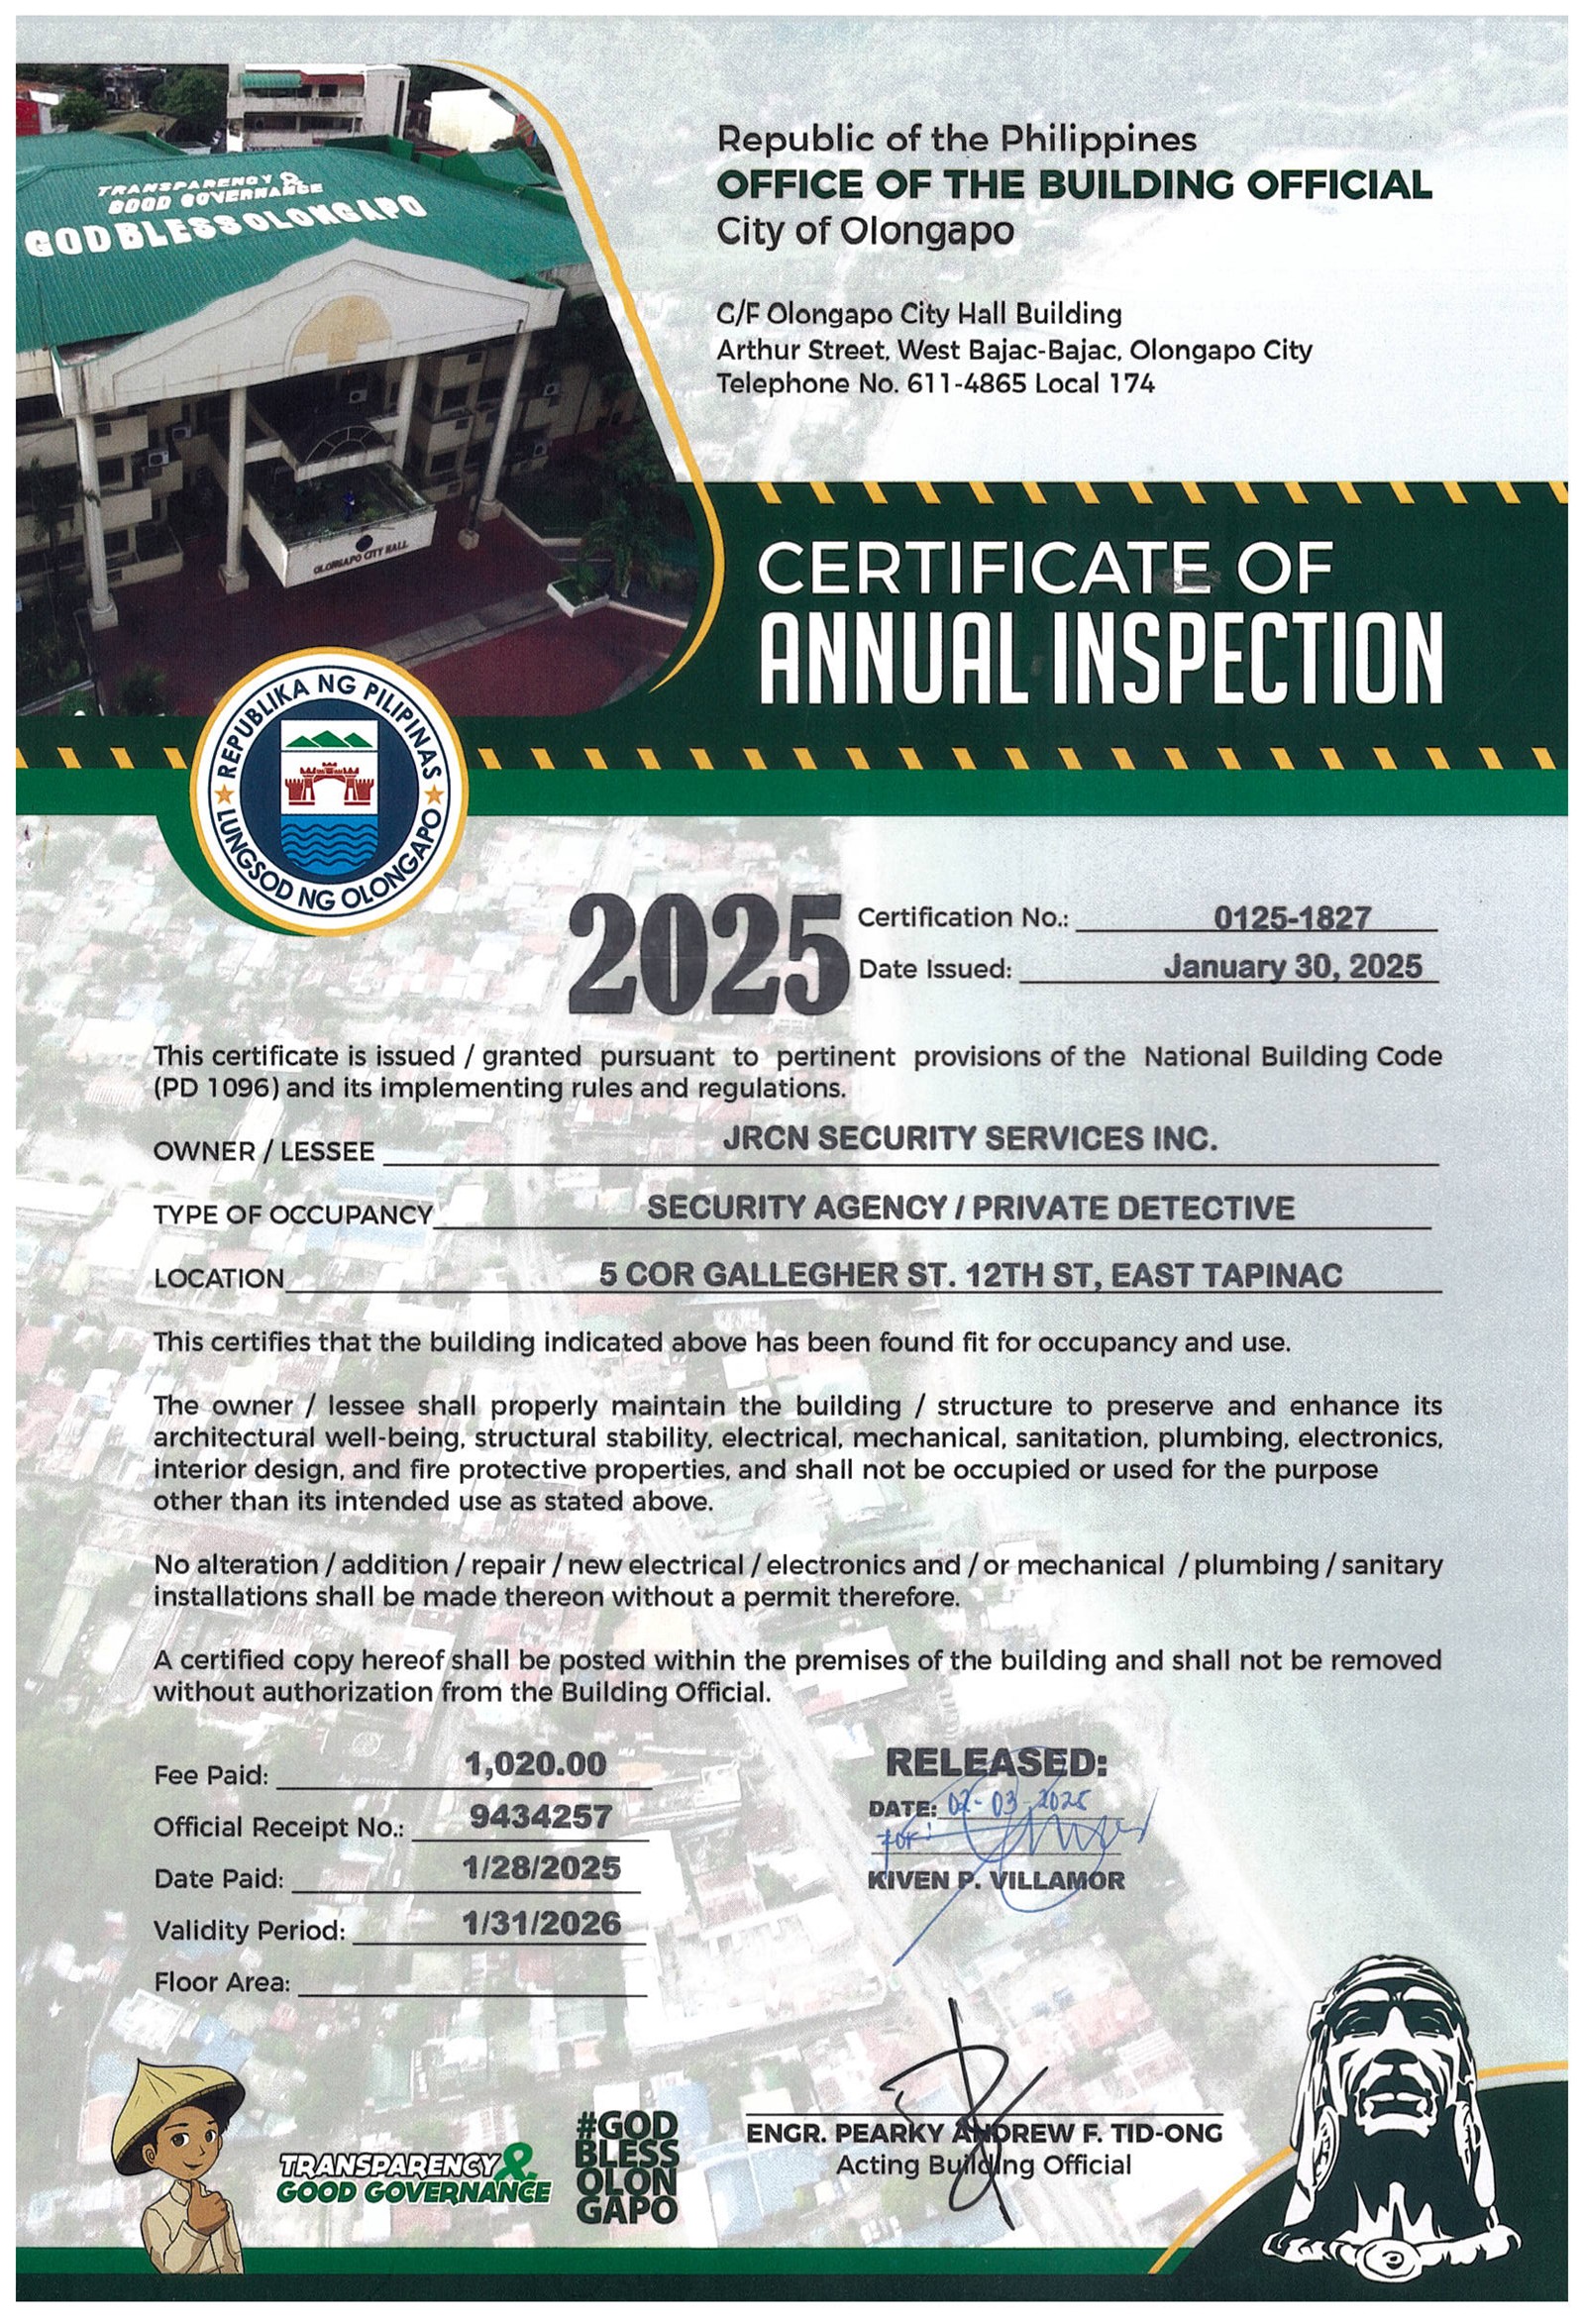 TRANSPARENCY &
GOOD GOVERNANCE
GOD BLESS OLONGAPO
OLONGAPO CITY HALL
Republic of the Philippines
OFFICE OF THE BUILDING OFFICIAL
City of Olongapo
G/F Olongapo City Hall Building
Arthur Street, West Bajac-Bajac, Olongapo City
Telephone No. 611-4865 Local 174
CERTIFICATE OF
ANNUAL INSPECTION
REPUBLIKA NG PILIPINAS
LUNGSOD NG OLONGAPO
2025
Certification No.: 0125-1827
Date Issued: January 30, 2025
This certificate is issued / granted pursuant to pertinent provisions of the National Building Code
(PD 1096) and its implementing rules and regulations.
OWNER / LESSEE JRCN SECURITY SERVICES INC.
TYPE OF OCCUPANCY SECURITY AGENCY / PRIVATE DETECTIVE
LOCATION 5 COR GALLEGHER ST. 12TH ST, EAST TAPINAC
This certifies that the building indicated above has been found fit for occupancy and use.
The owner / lessee shall properly maintain the building / structure to preserve and enhance its
architectural well-being, structural stability, electrical, mechanical, sanitation, plumbing, electronics,
interior design, and fire protective properties, and shall not be occupied or used for the purpose
other than its intended use as stated above.
No alteration / addition / repair / new electrical / electronics and / or mechanical / plumbing / sanitary
installations shall be made thereon without a permit therefore.
A certified copy hereof shall be posted within the premises of the building and shall not be removed
without authorization from the Building Official.
Fee Paid: 1,020.00
Official Receipt No.: 9434257
Date Paid: 1/28/2025
Validity Period: 1/31/2026
Floor Area:
RELEASED:
DATE: 02-03-2025
for:
KIVEN P. VILLAMOR
ENGR. PEARKY ANDREW F. TID-ONG
Acting Building Official
TRANSPARENCY &
GOOD GOVERNANCE
#GOD
BLESS
OLON
GAPO